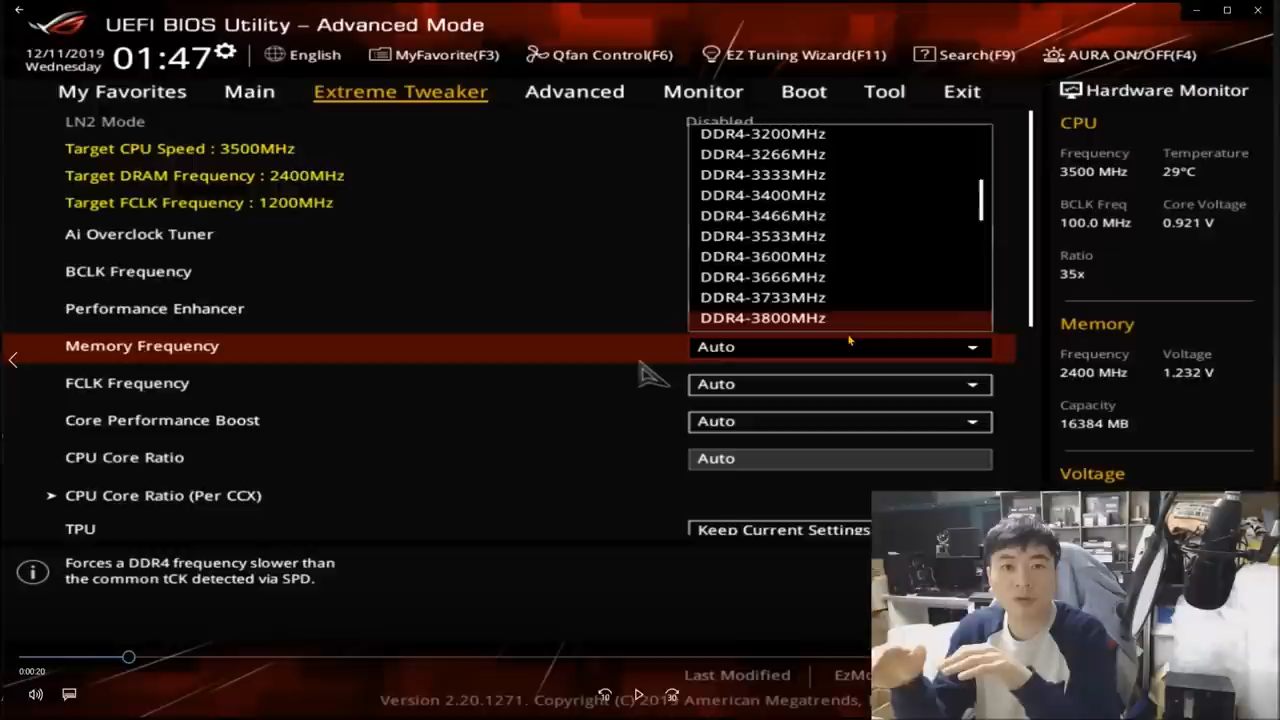 UEFI BIOS Utility – Advanced Mode
12/11/2019
Wednesday
01:47
English
MyFavorite(F3)
Qfan Control(F6)
EZ Tuning Wizard(F11)
Search(F9)
AURA ON/OFF(F4)
My Favorites
Main
Extreme Tweaker
Advanced
Monitor
Boot
Tool
Exit
Hardware Monitor
LN2 Mode
Disabled
Target CPU Speed : 3500MHz
Target DRAM Frequency : 2400MHz
Target FCLK Frequency : 1200MHz
Ai Overclock Tuner
BCLK Frequency
Performance Enhancer
DDR4-3200MHz
DDR4-3266MHz
DDR4-3333MHz
DDR4-3400MHz
DDR4-3466MHz
DDR4-3533MHz
DDR4-3600MHz
DDR4-3666MHz
DDR4-3733MHz
DDR4-3800MHz
Memory Frequency
Auto
FCLK Frequency
Auto
Core Performance Boost
Auto
CPU Core Ratio
Auto
CPU Core Ratio (Per CCX)
TPU
Keep Current Settings
CPU
Frequency
Temperature
3500 MHz
29°C
BCLK Freq
Core Voltage
100.0 MHz
0.921 V
Ratio
35x
Memory
Frequency
Voltage
2400 MHz
1.232 V
Capacity
16384 MB
Voltage
Forces a DDR4 frequency slower than
the common tCK detected via SPD.
0:00:20
10
30
Last Modified
EzMo
Version 2.20.1271. Copyright (C) 2019 American Megatrends,